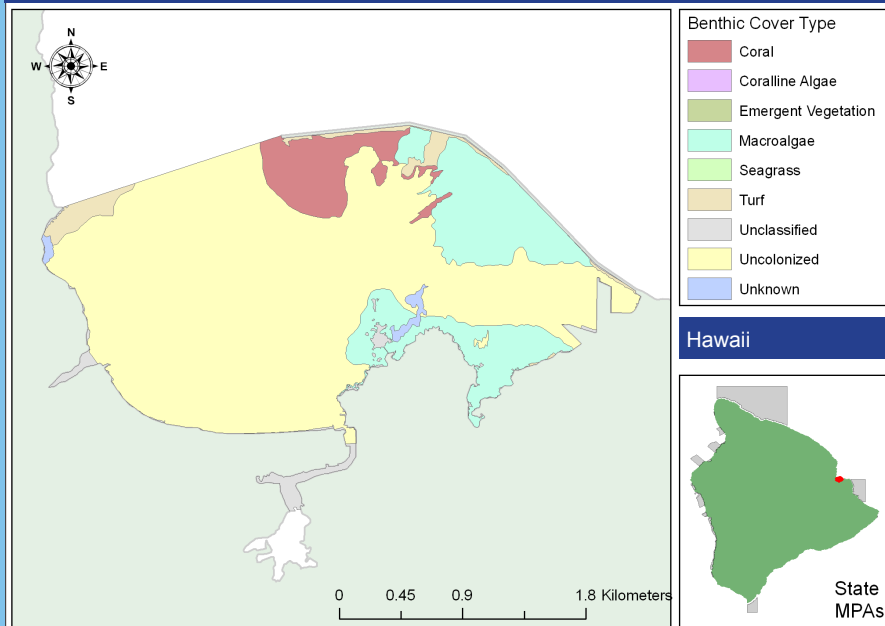 N
W E
S
0 0.45 0.9 1.8 Kilometers
Benthic Cover Type
Coral
Coralline Algae
Emergent Vegetation
Macroalgae
Seagrass
Turf
Unclassified
Uncolonized
Unknown
Hawaii
State
MPAs